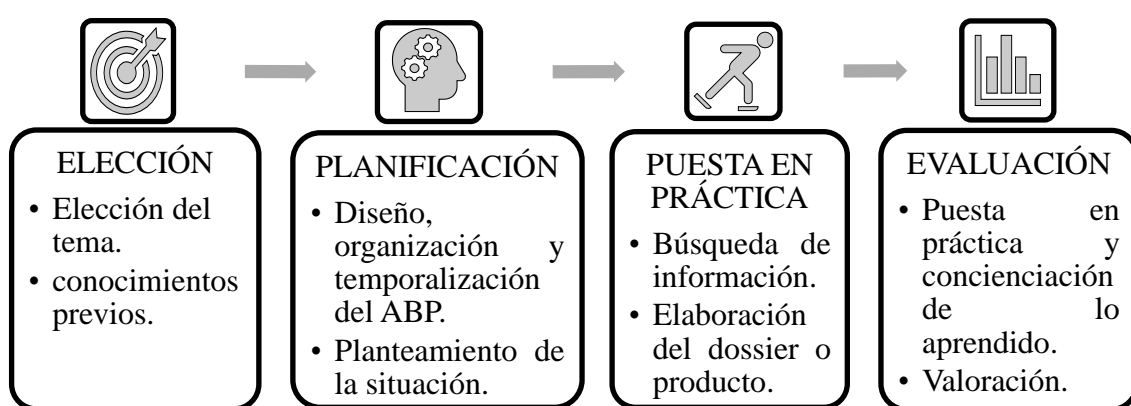 ELECCIÓN
• Elección del
tema.
• conocimientos
previos.
PLANIFICACIÓN
• Diseño,
organización y
temporalización
del ABP.
• Planteamiento de
la situación.
PUESTA EN
PRÁCTICA
• Búsqueda de
información.
• Elaboración
del dossier o
producto.
EVALUACIÓN
• Puesta en
práctica y
concienciación
de lo
aprendido.
• Valoración.